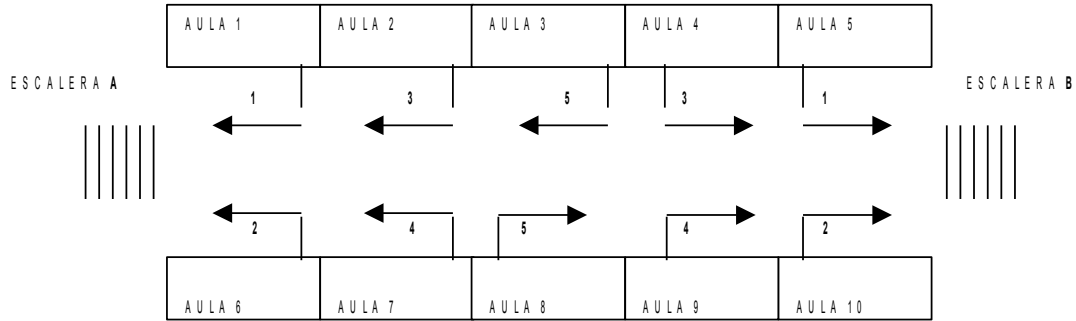 AULA 1 AULA 2 AULA 3 AULA 4 AULA 5
ESCALERA A ESCALERA B
1 3 5 3 1
2 4 5 4 2
AULA 6 AULA 7 AULA 8 AULA 9 AULA 10